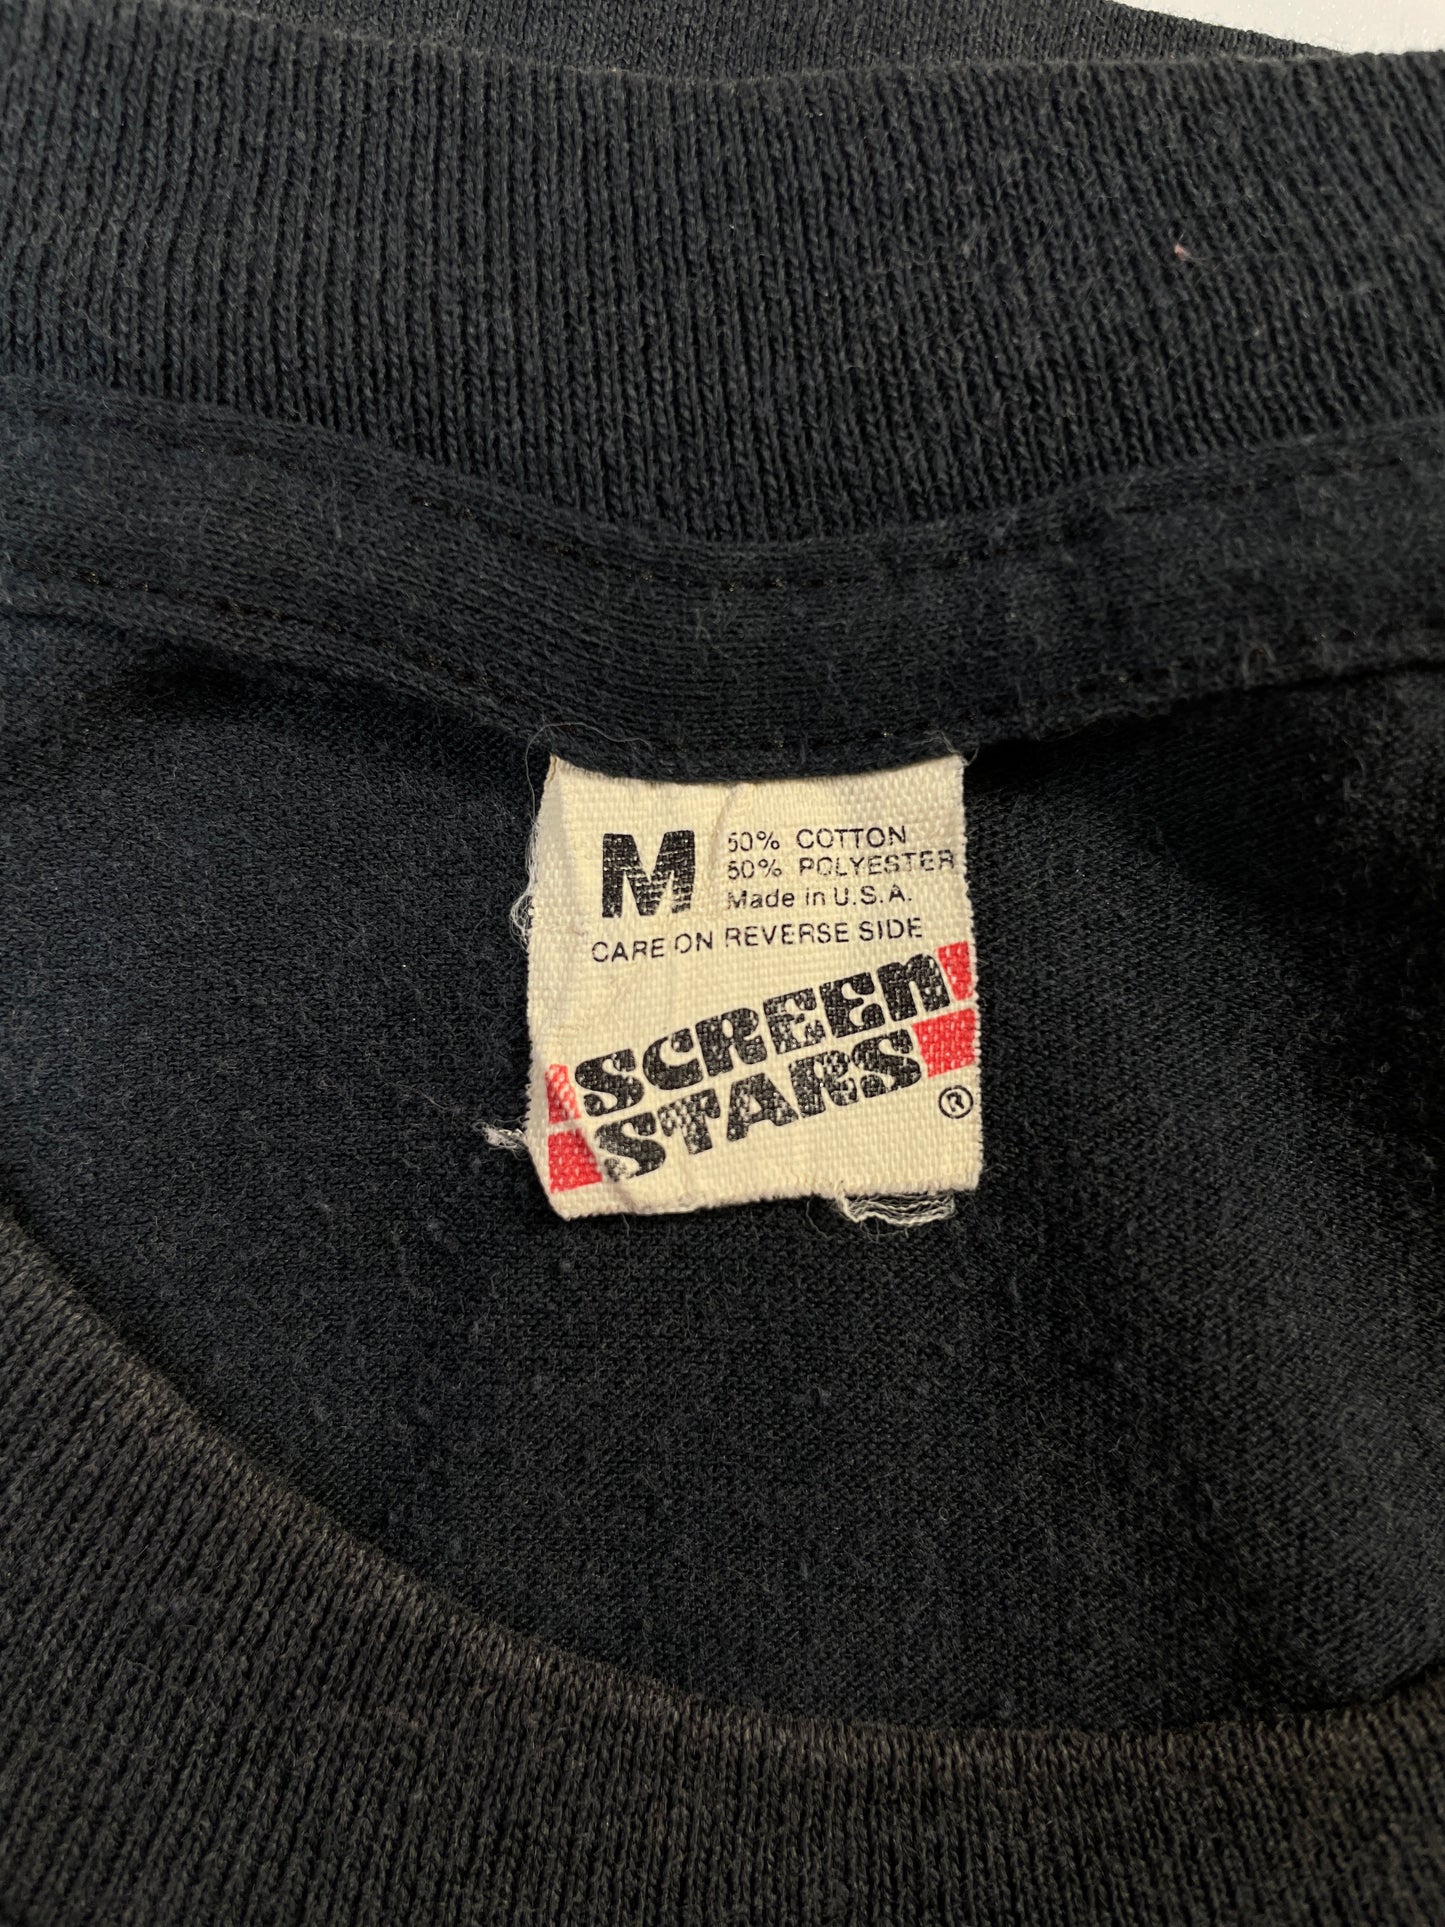 M
50% COTTON
50% POLYESTER
Made in U.S.A.
CARE ON REVERSE SIDE
SCREEN
STARS
®